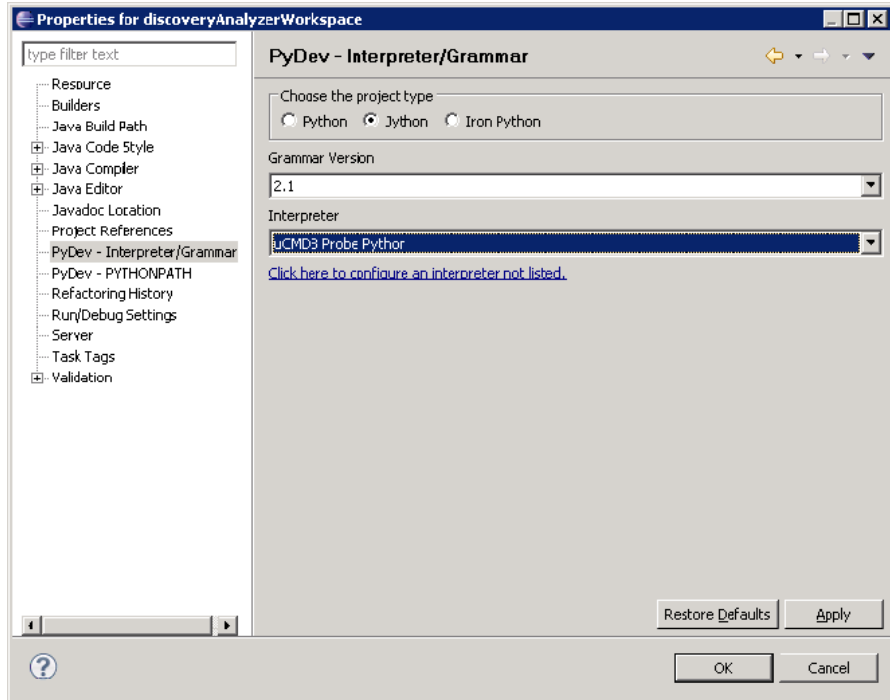 Properties for discoveryAnalyzerWorkspace
type filter text
Resource
Builders
Java Build Path
Java Code Style
Java Compiler
Java Editor
Javadoc Location
Project References
PyDev - Interpreter/Grammar
PyDev - PYTHONPATH
Refactoring History
Run/Debug Settings
Server
Task Tags
Validation
PyDev - Interpreter/Grammar
Choose the project type
Python Jython Iron Python
Grammar Version
2.1
Interpreter
uCMD3 Probe Pythor
Click here to configure an interpreter not listed.
Restore Defaults Apply
? OK Cancel